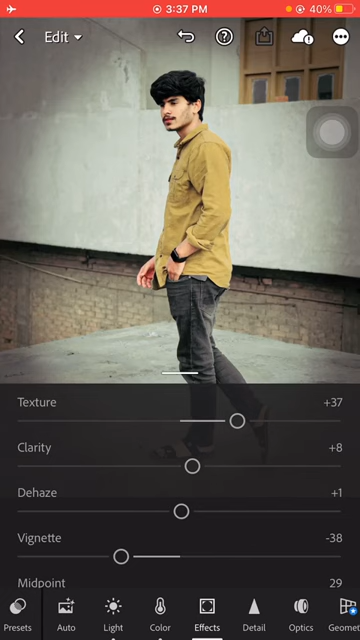 3:37 PM
40%
Edit
Texture +37
Clarity +8
Dehaze +1
Vignette -38
Midpoint 29
Presets Auto Light Color Effects Detail Optics Geomet